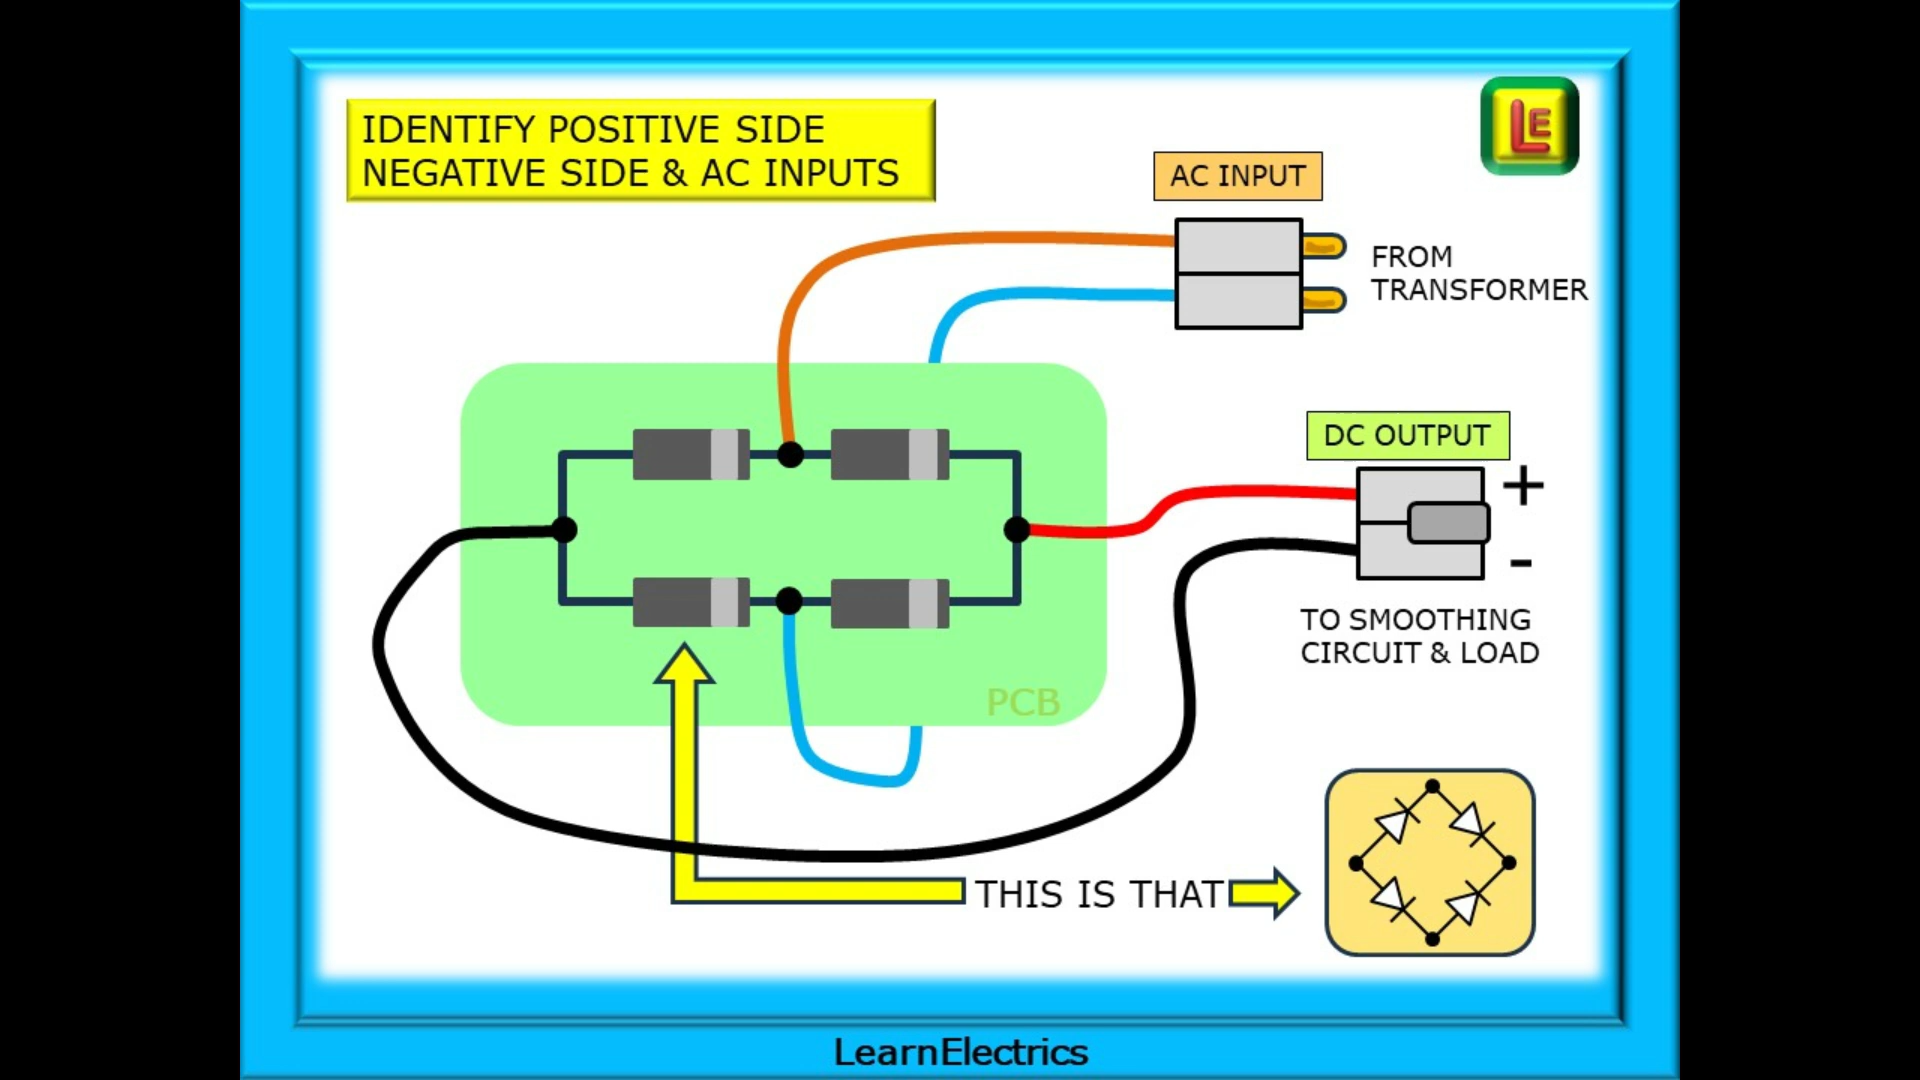 IDENTIFY POSITIVE SIDE
NEGATIVE SIDE & AC INPUTS
LE
AC INPUT
FROM
TRANSFORMER
DC OUTPUT
+
-
TO SMOOTHING
CIRCUIT & LOAD
PCB
THIS IS THAT
LearnElectrics